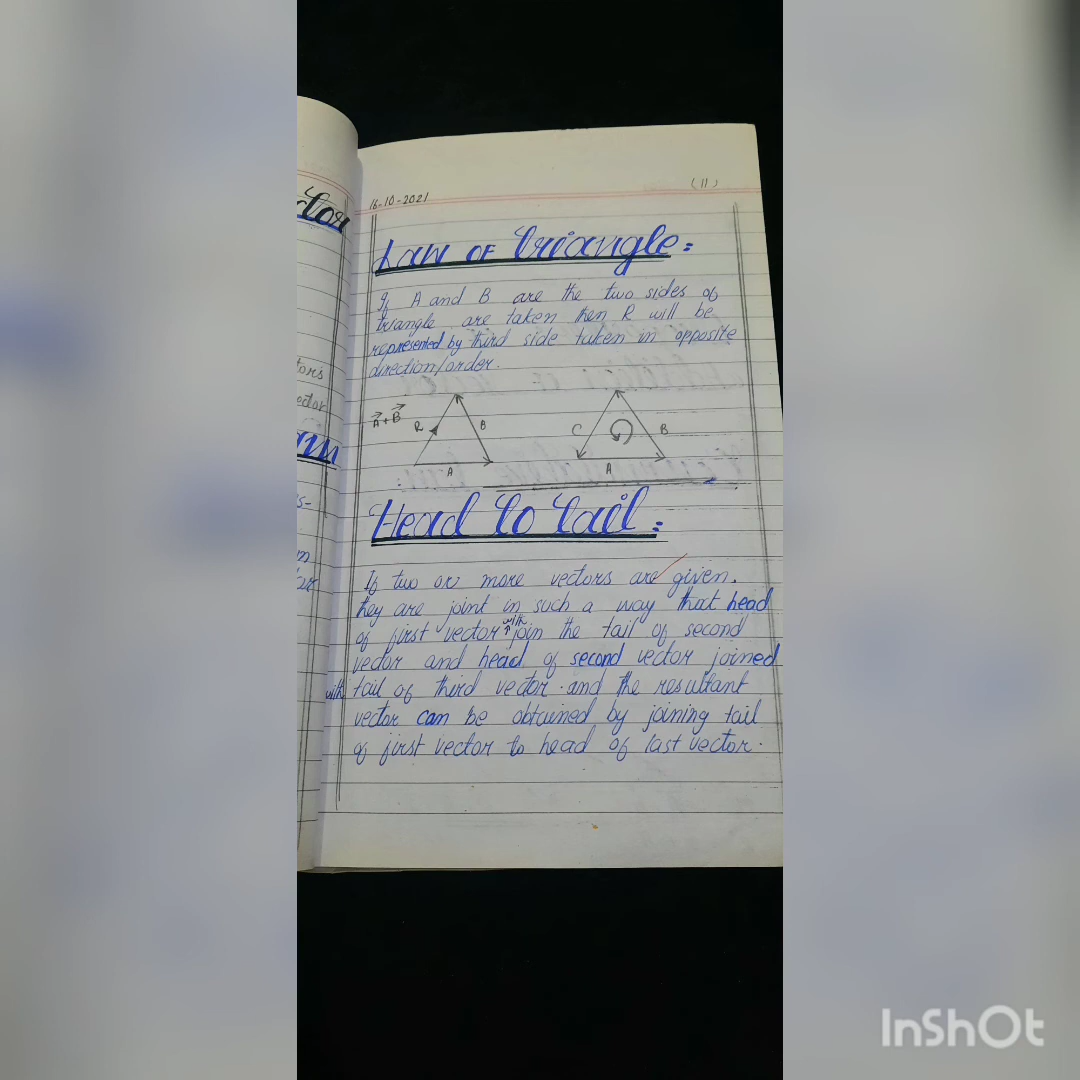 16-10-2021
(11)
Law of triangle:
If A and B are the two sides of
triangle are taken then R will be
represented by third side taken in opposite
direction/order.
A+B
R
B
A
C
B
A
Head to tail:
If two or more vectors are given.
they are joint in such a way that head
of first vector with join the tail of second
vector and head of second vector joined
with tail of third vector. and the resultant
vector can be obtained by joining tail
of first vector to head of last vector.
tors
ector
InShOt